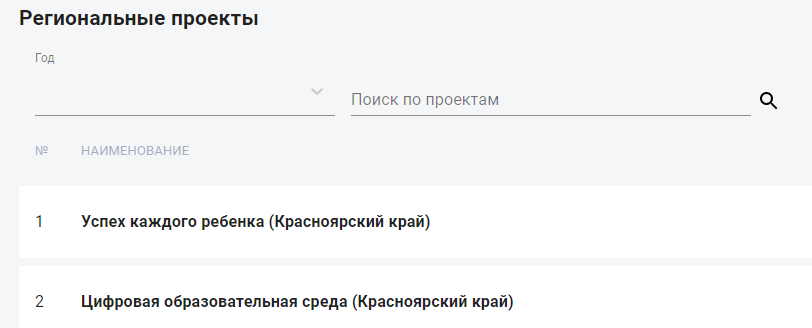 Региональные проекты
Год
Поиск по проектам
№ НАИМЕНОВАНИЕ
1 Успех каждого ребенка (Красноярский край)
2 Цифровая образовательная среда (Красноярский край)